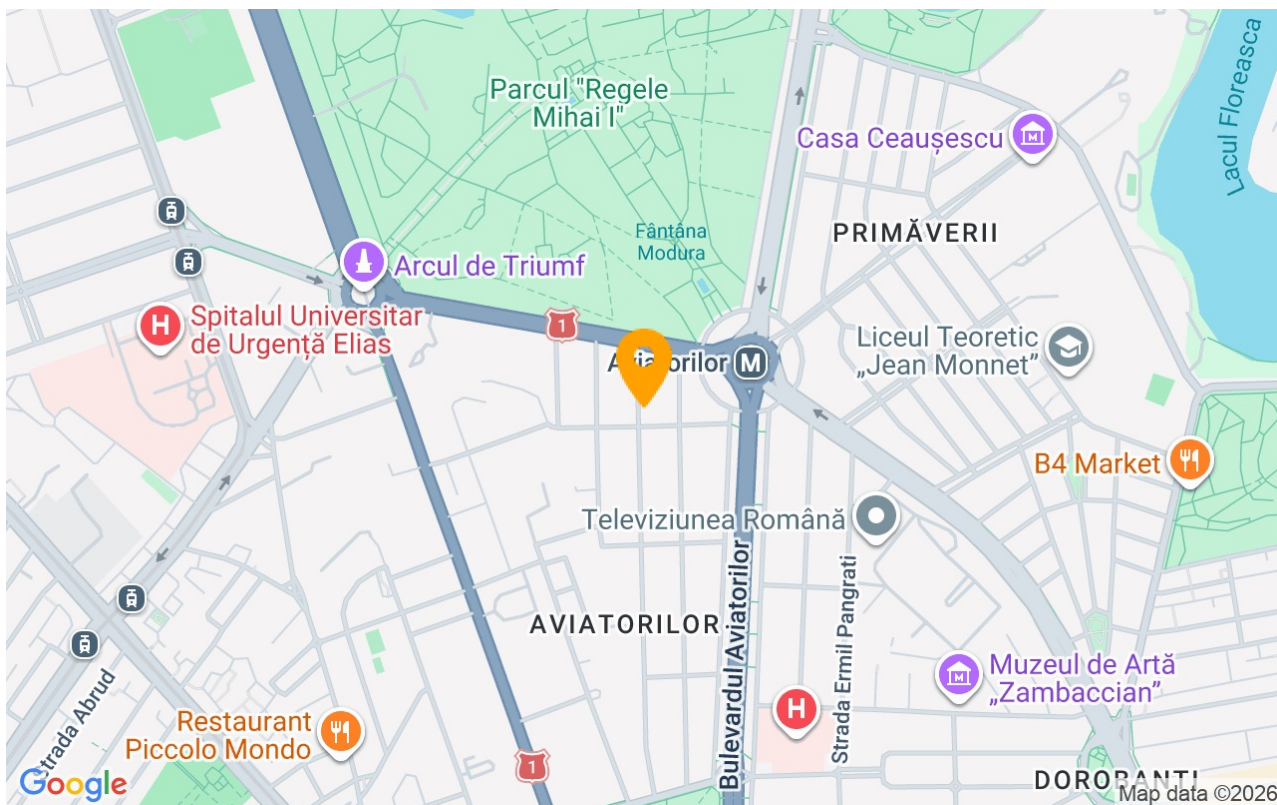 Parcul "Regele
Mihai I"
Lacul Floreasca
Casa Ceaușescu
Fântâna
Modura
PRIMĂVERII
Arcul de Triumf
H
Spitalul Universitar
de Urgență Elias
1
Aviatorilor
M
Liceul Teoretic
„Jean Monnet”
B4 Market
Televiziunea Română
AVIATORILOR
Bulevardul Aviatorilor
Strada Ermil Pangrati
Muzeul de Artă
„Zambaccian”
H
Strada Abrud
Restaurant
Piccolo Mondo
1
DOROBANȚI
Google
Map data ©2026